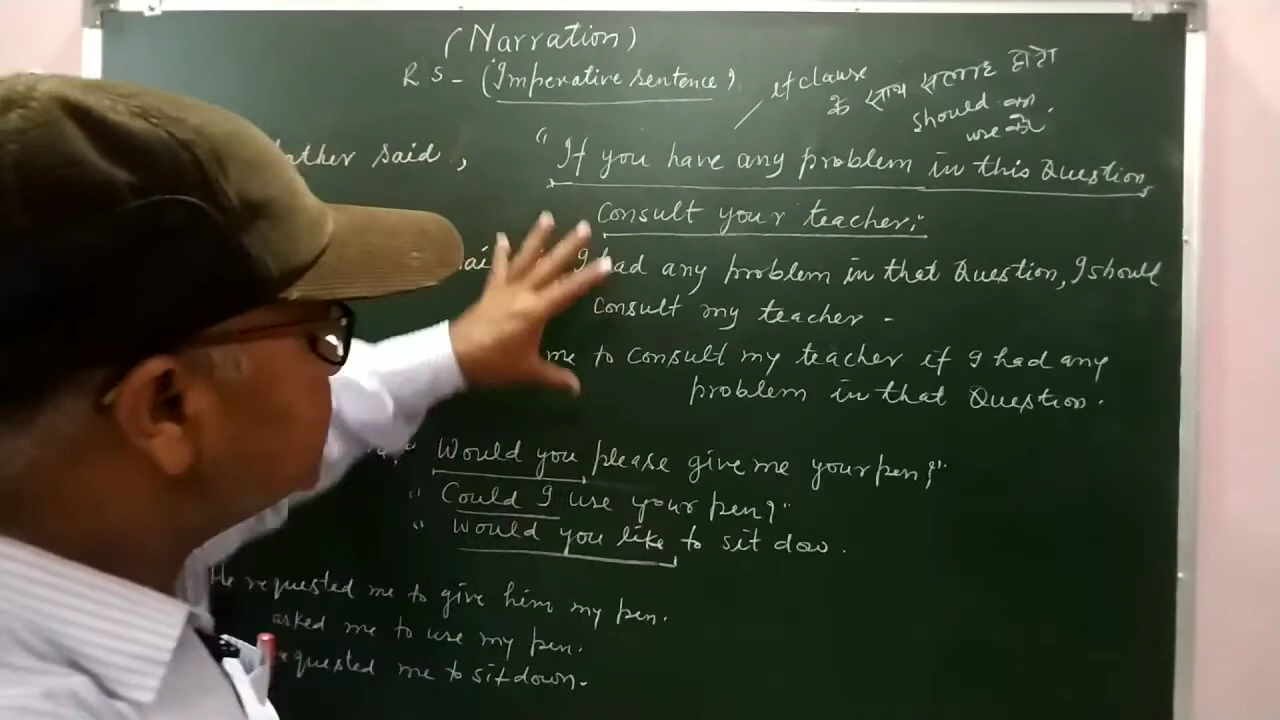 (Narration)
R S - (Imperative sentence)
if clause
के साथ सलाह होतो
should का
use करें.
ather said, "If you have any problem in this Question,
Consult your teacher;"
I had any problem in that Question, I should
Consult my teacher -
me to consult my teacher if I had any
problem in that Question.
"Would you please give me your pen?"
" Could I use your pen?"
" Would you like to sit dow.
He requested me to give him my pen.
asked me to use my pen.
requested me to sit down.